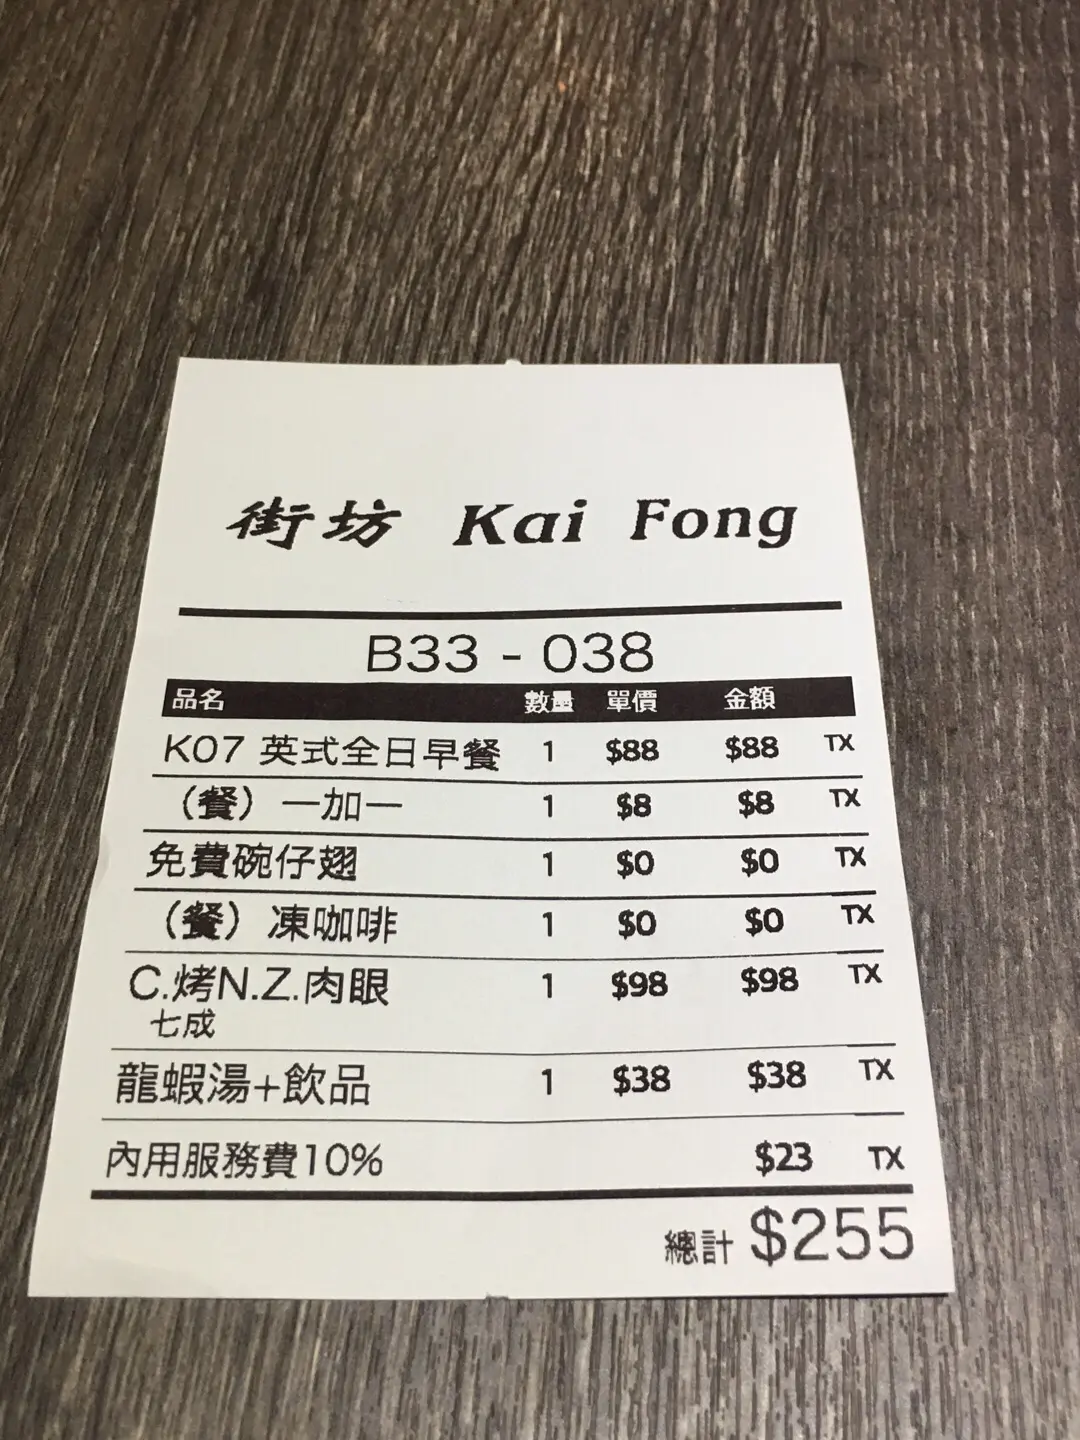 街坊 Kai Fong
B33 - 038
品名 數量 單價 金額
K07 英式全日早餐 1 $88 $88 TX
（餐） 一加一 1 $8 $8 TX
免費碗仔翅 1 $0 $0 TX
（餐） 凍咖啡 1 $0 $0 TX
C.烤N.Z.肉眼 1 $98 $98 TX
七成
龍蝦湯+飲品 1 $38 $38 TX
內用服務費10% $23 TX
總計 $255